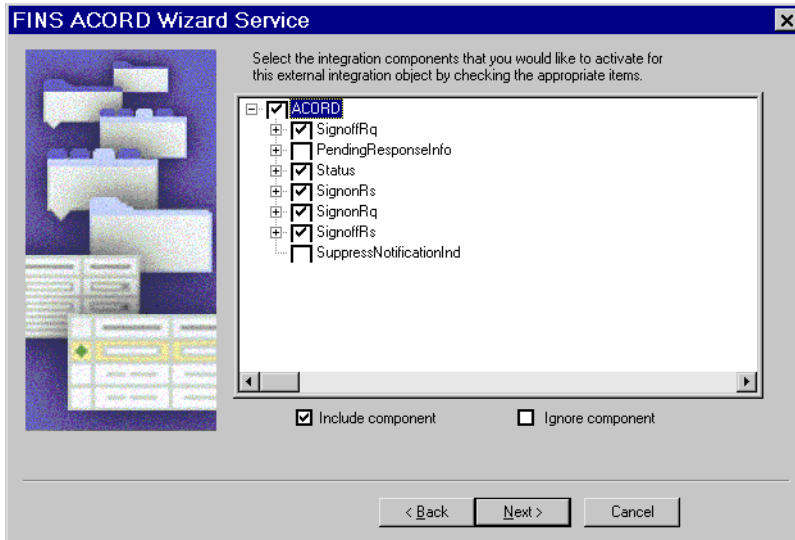 FINS ACORD Wizard Service
Select the integration components that you would like to activate for
this external integration object by checking the appropriate items.
ACORD
SignoffRq
PendingResponseInfo
Status
SignonRs
SignonRq
SignoffRs
SuppressNotificationInd
Include component Ignore component
< Back Next > Cancel